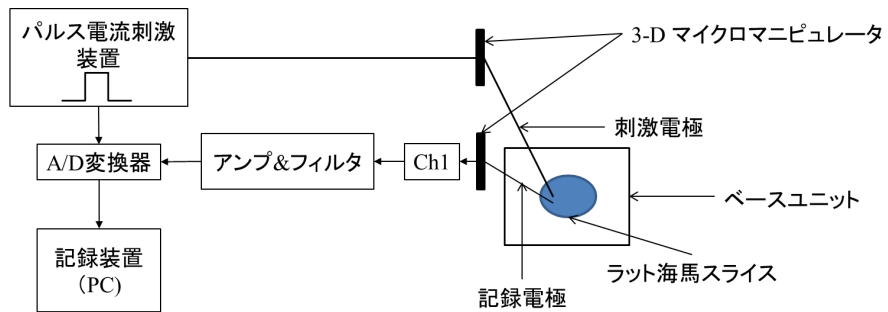 パルス電流刺激
装置
3-D マイクロマニピュレータ
刺激電極
A/D変換器
アンプ&フィルタ
Ch1
ベースユニット
記録装置
（PC)
ラット海馬スライス
記録電極